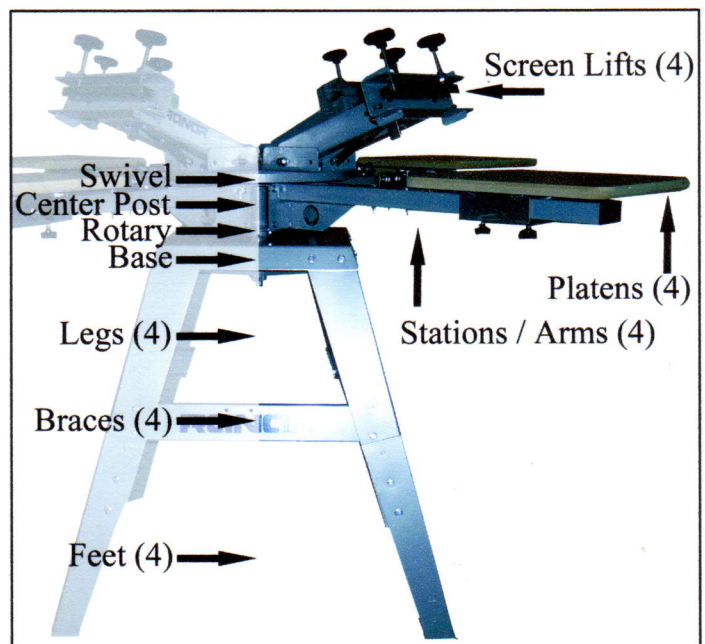 Screen Lifts (4)
Swivel
Center Post
Rotary
Base
Platens (4)
Legs (4)
Stations / Arms (4)
Braces (4)
Feet (4)